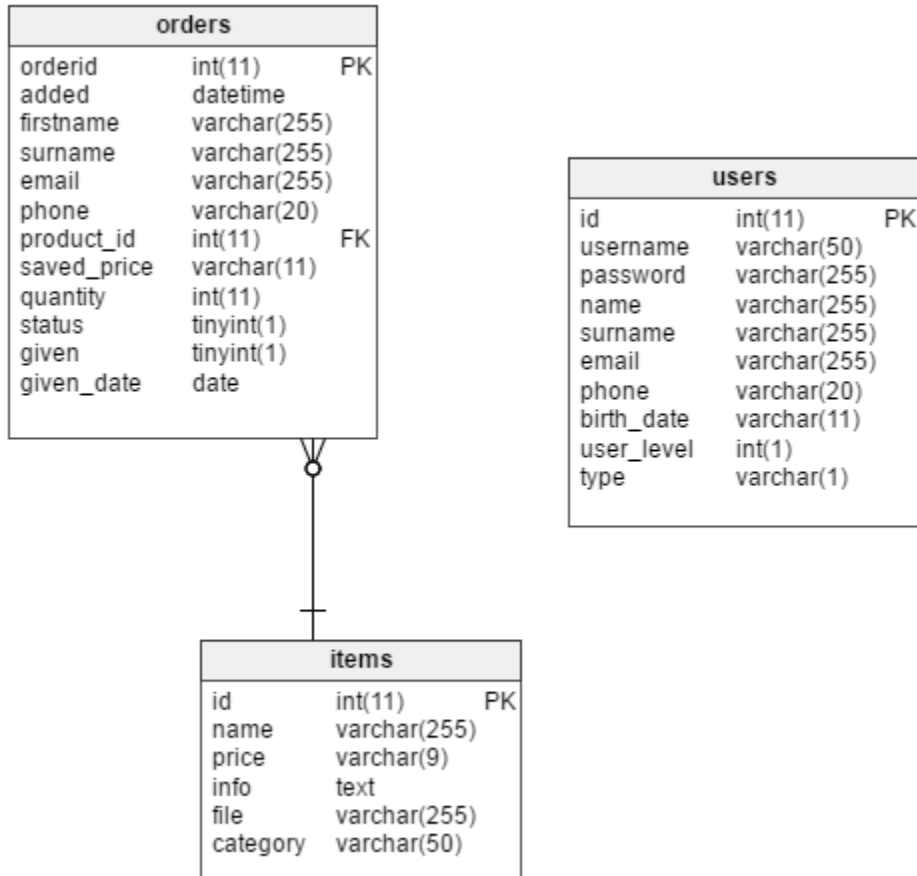 orders
orderid int(11) PK
added datetime
firstname varchar(255)
surname varchar(255)
email varchar(255)
phone varchar(20)
product_id int(11) FK
saved_price varchar(11)
quantity int(11)
status tinyint(1)
given tinyint(1)
given_date date
users
id int(11) PK
username varchar(50)
password varchar(255)
name varchar(255)
surname varchar(255)
email varchar(255)
phone varchar(20)
birth_date varchar(11)
user_level int(1)
type varchar(1)
items
id int(11) PK
name varchar(255)
price varchar(9)
info text
file varchar(255)
category varchar(50)